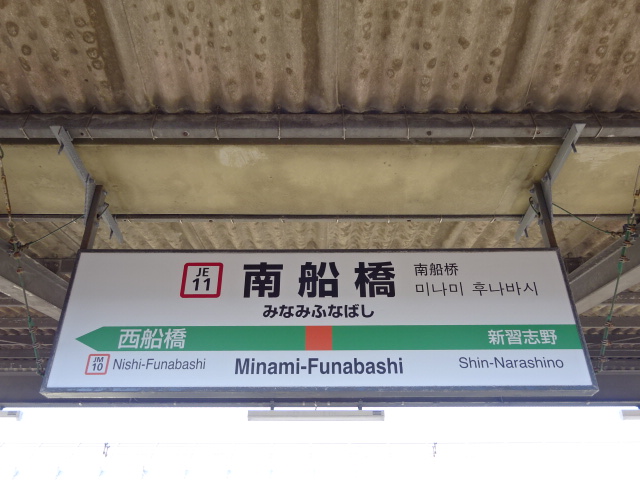 JE
11
南船橋
南船桥
미나미 후나바시
みなみふなばし
西船橋
新習志野
JM
10
Nishi-Funabashi
Minami-Funabashi
Shin-Narashino